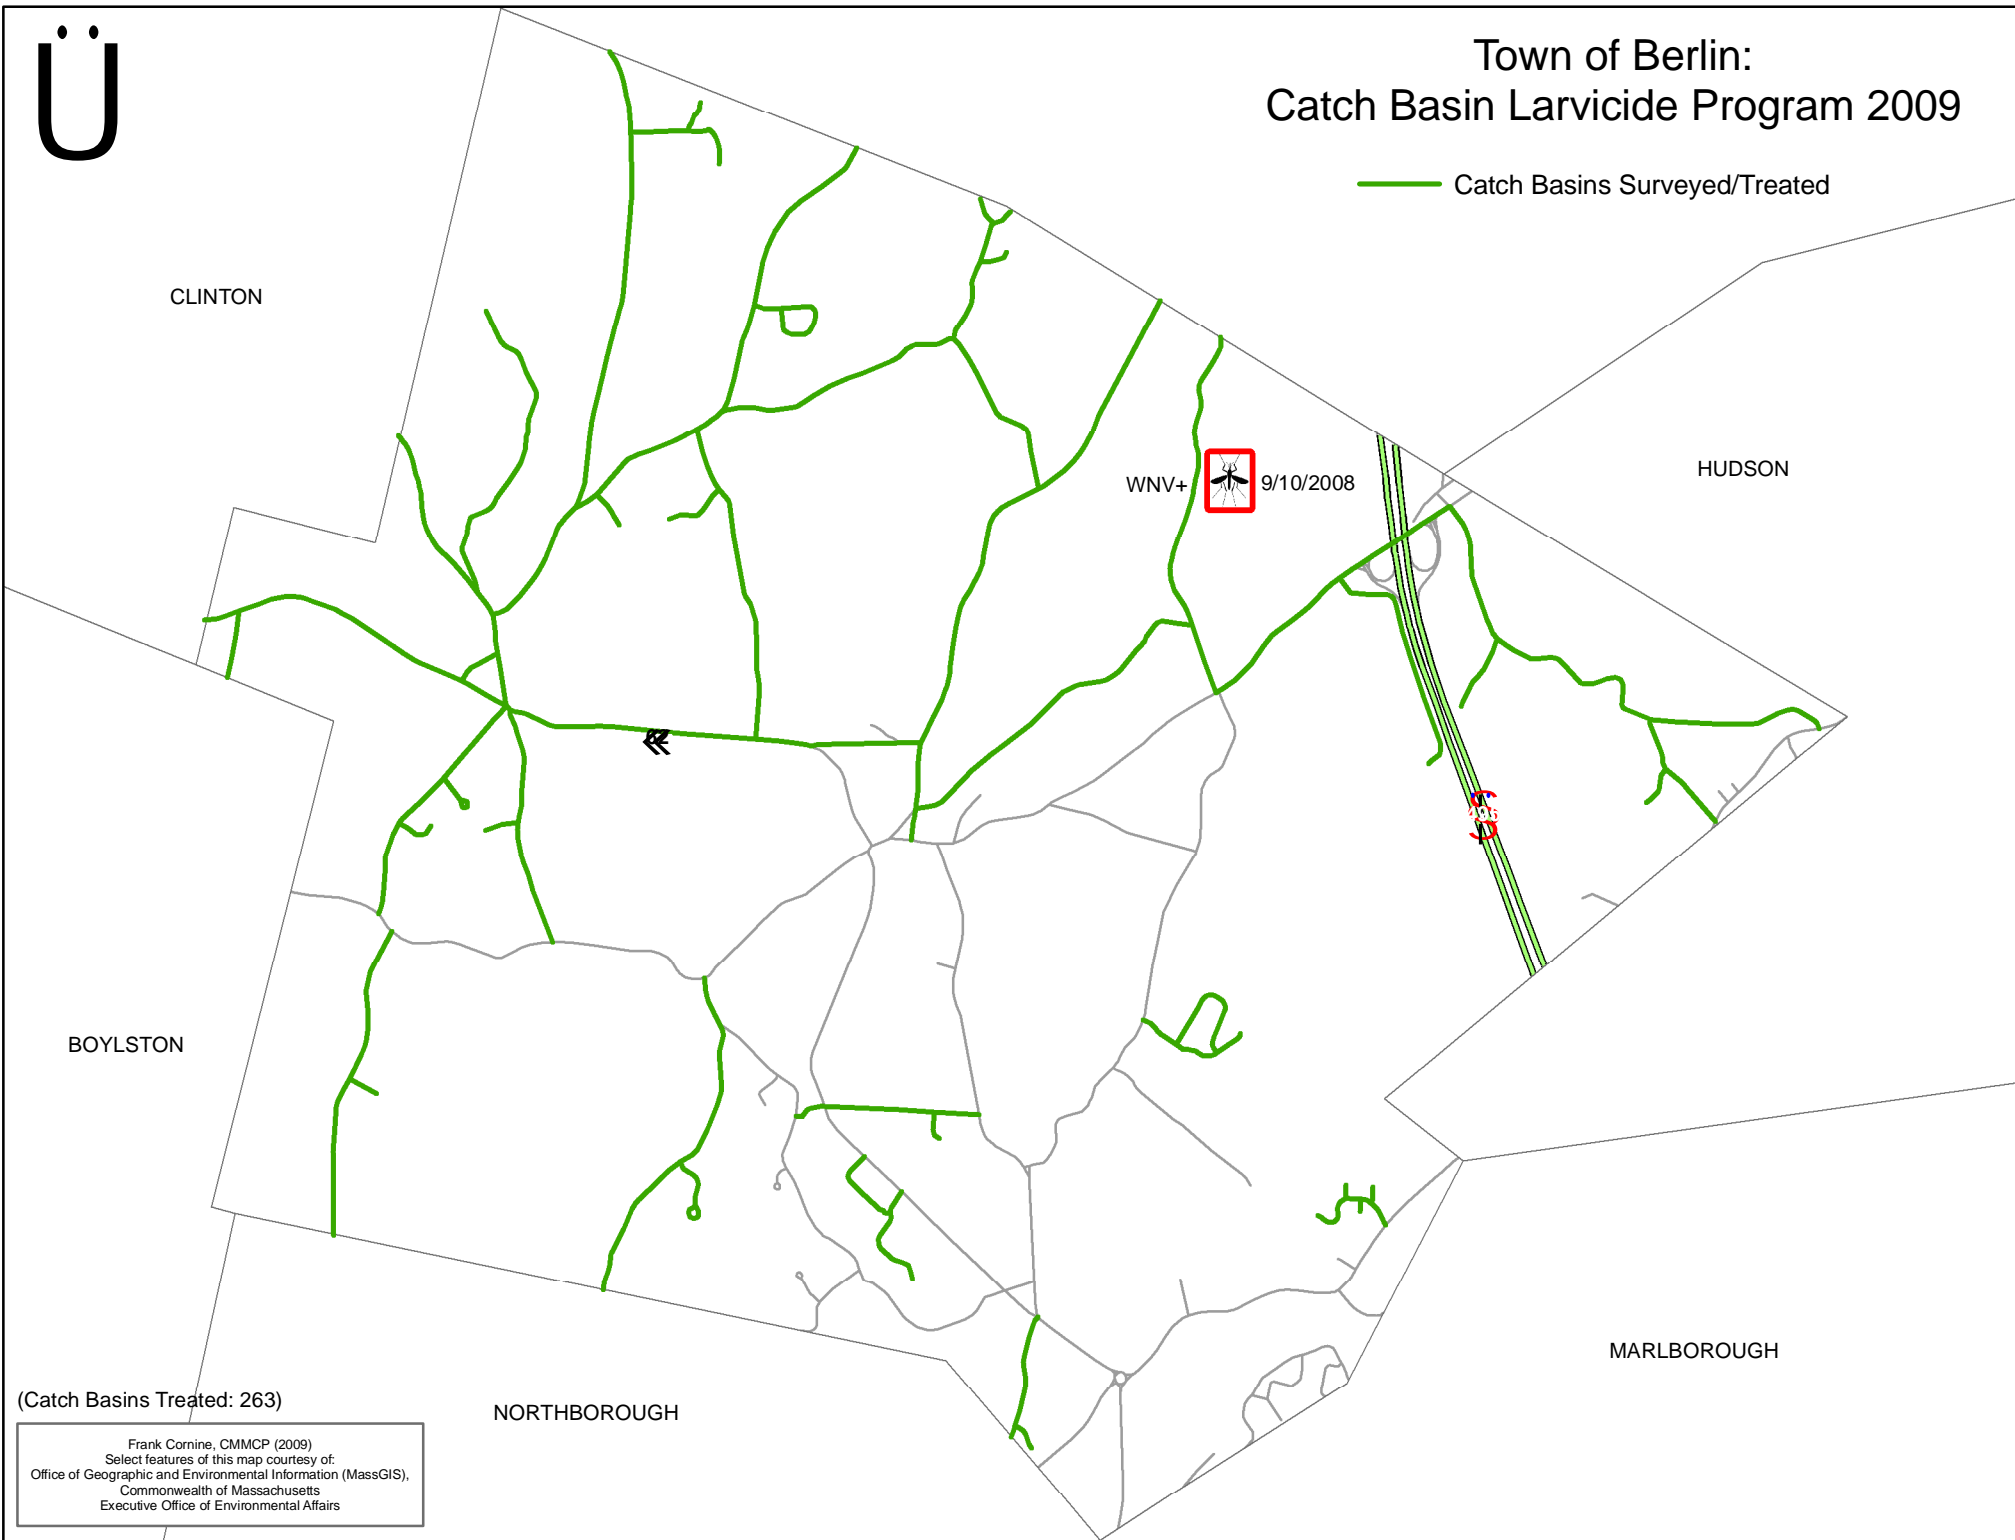 Ü
Town of Berlin:
Catch Basin Larvicide Program 2009
Catch Basins Surveyed/Treated
CLINTON
HUDSON
WNV+
9/10/2008
BOYLSTON
MARLBOROUGH
(Catch Basins Treated: 263)
NORTHBOROUGH
Frank Cornine, CMMCP (2009)
Select features of this map courtesy of:
Office of Geographic and Environmental Information (MassGIS),
Commonwealth of Massachusetts
Executive Office of Environmental Affairs